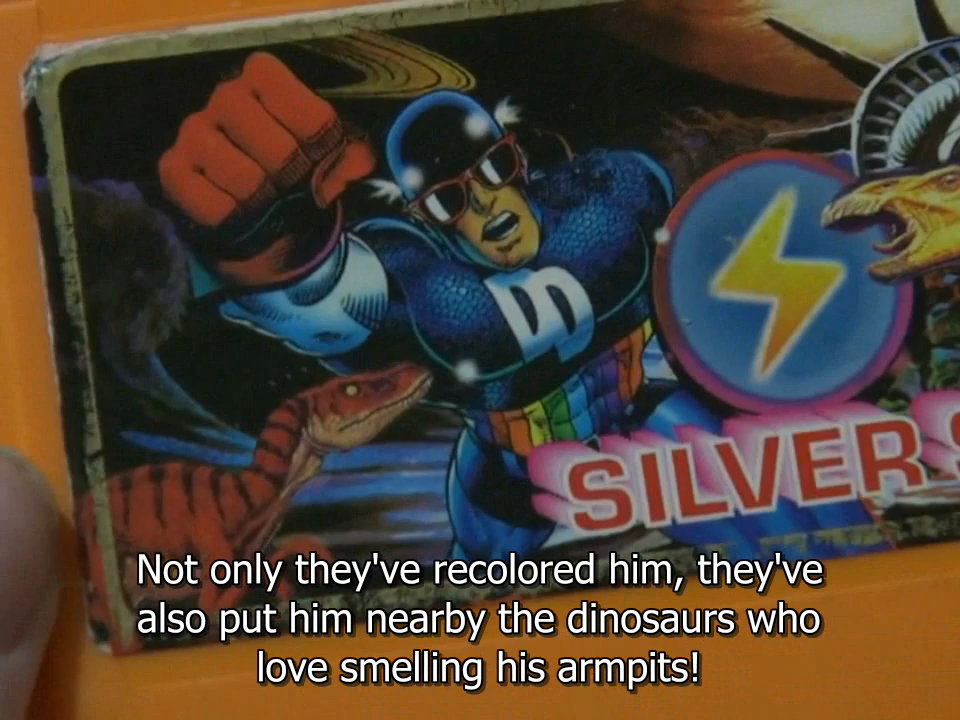 SILVER
Not only they've recolored him, they've
also put him nearby the dinosaurs who
love smelling his armpits!